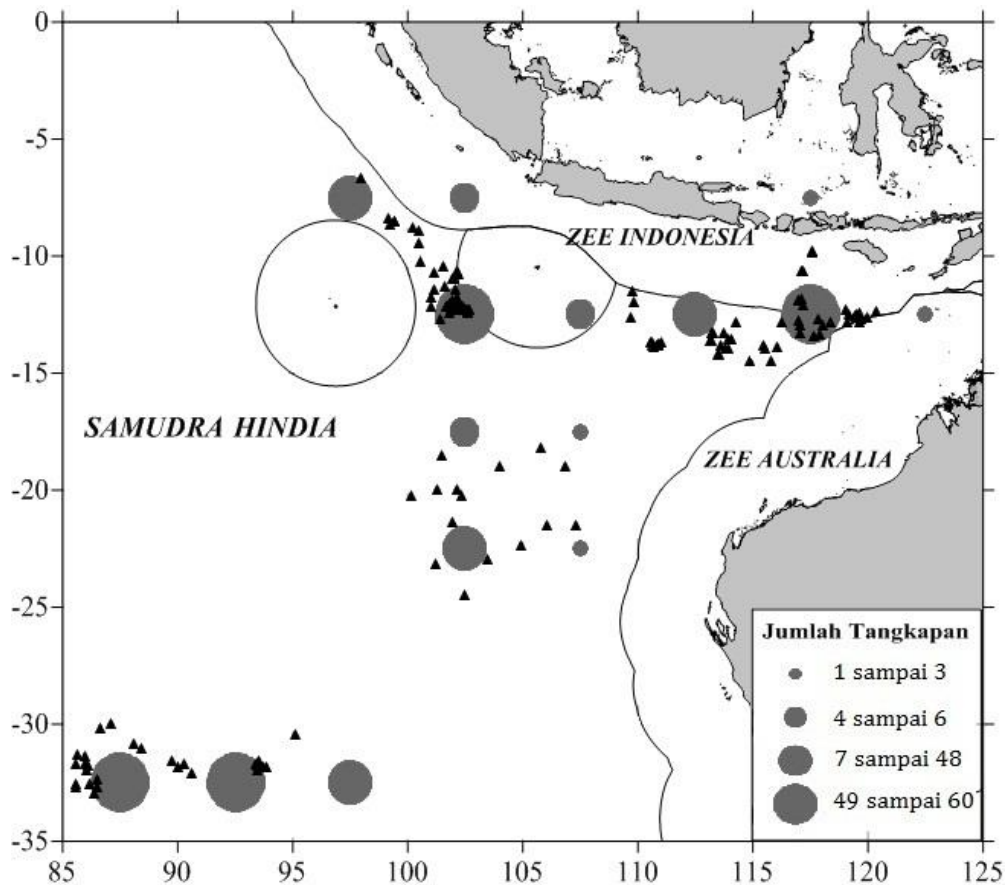 0
-5
-10
-15
-20
-25
-30
-35
85
90
95
100
105
110
115
120
125
ZEE INDONESIA
SAMUDRA HINDIA
ZEE AUSTRALIA
Jumlah Tangkapan
1 sampai 3
4 sampai 6
7 sampai 48
49 sampai 60